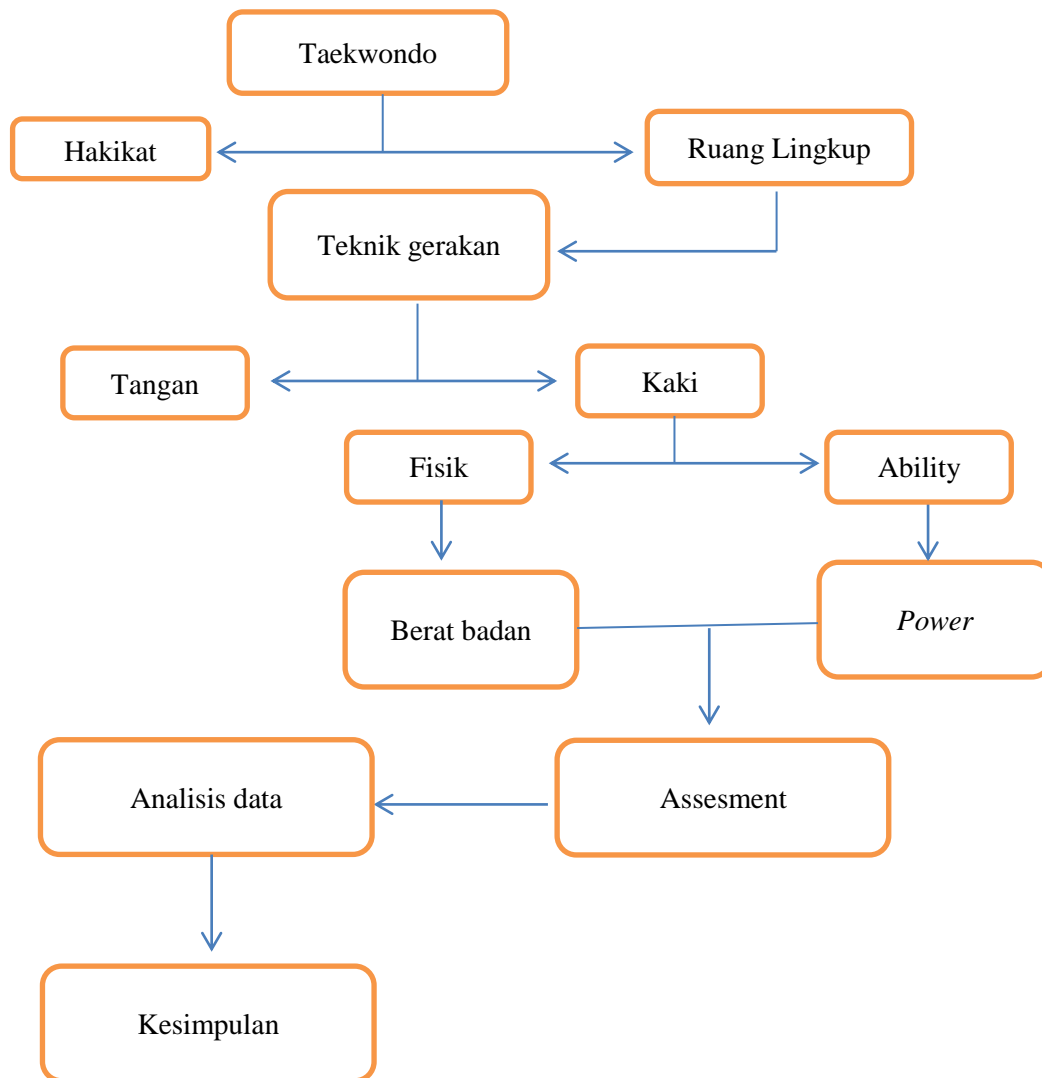 Taekwondo
Hakikat
Ruang Lingkup
Teknik gerakan
Tangan
Kaki
Fisik
Ability
Berat badan
Power
Analisis data
Assesment
Kesimpulan